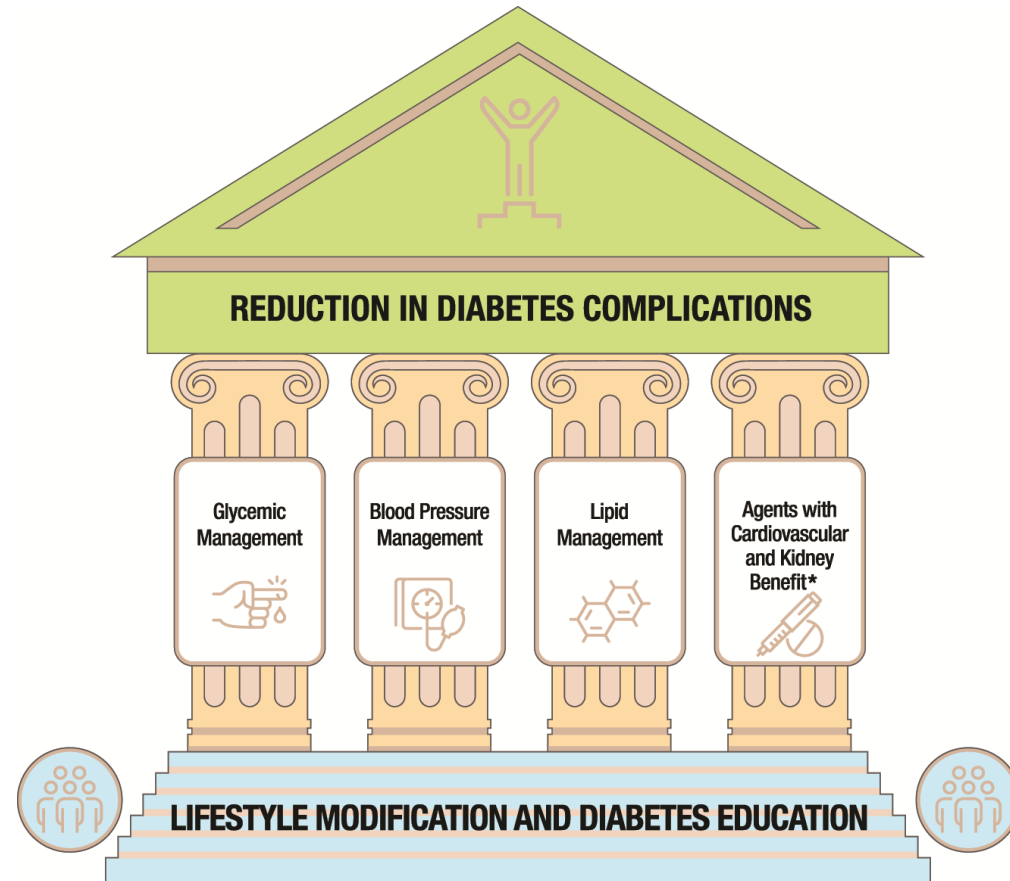 REDUCTION IN DIABETES COMPLICATIONS
Glycemic
Management
Blood Pressure
Management
Lipid
Management
Agents with
Cardiovascular
and Kidney
Benefit*
LIFESTYLE MODIFICATION AND DIABETES EDUCATION